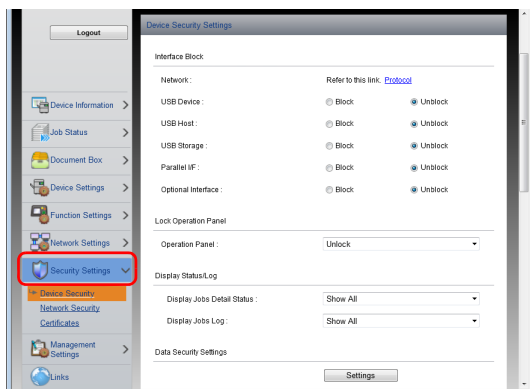 Logout
Device Information
Job Status
Document Box
Device Settings
Function Settings
Network Settings
Security Settings
Device Security
Network Security
Certificates
Management
Settings
Links
Device Security Settings
Interface Block
Network : Refer to this link. Protocol
USB Device : Block Unblock
USB Host : Block Unblock
USB Storage : Block Unblock
Parallel I/F : Block Unblock
Optional Interface : Block Unblock
Lock Operation Panel
Operation Panel : Unlock
Display Status/Log
Display Jobs Detail Status : Show All
Display Jobs Log : Show All
Data Security Settings
Settings